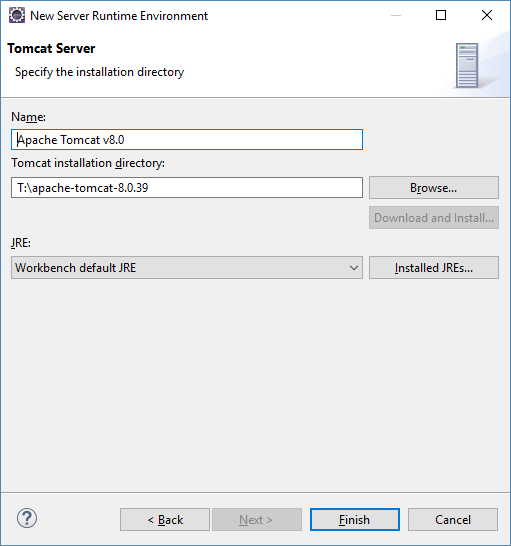 New Server Runtime Environment
Tomcat Server
Specify the installation directory
Name:
Apache Tomcat v8.0
Tomcat installation directory:
T:\apache-tomcat-8.0.39
Browse...
Download and Install...
JRE:
Workbench default JRE
Installed JREs...
?
< Back
Next >
Finish
Cancel